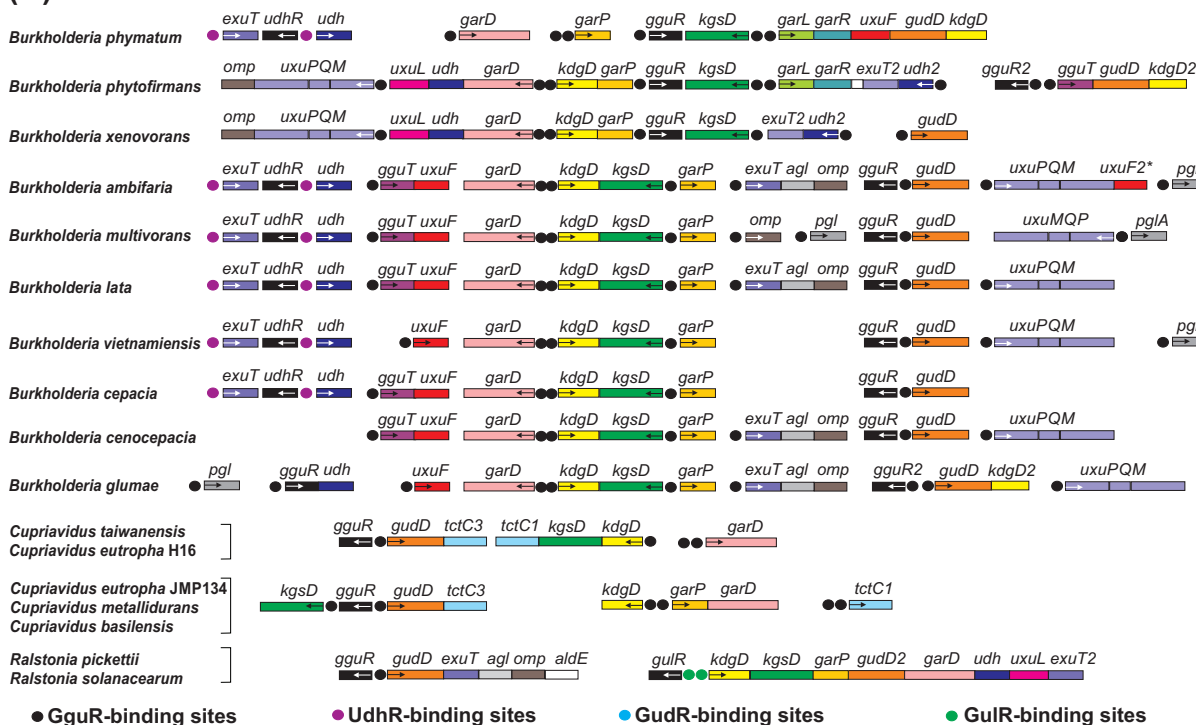 exuT udhR udh garD garP gguR kgsD garL garR uxuF gudD kdgD
Burkholderia phymatum
omp uxuPQM uxuL udh garD kdgD garP gguR kgsD garL garR exuT2 udh2 gguR2 gguT gudD kdgD2
Burkholderia phytofirmans
omp uxuPQM uxuL udh garD kdgD garP gguR kgsD exuT2 udh2 gudD
Burkholderia xenovorans
exuT udhR udh gguT uxuF garD kdgD kgsD garP exuT agl omp gguR gudD uxuPQM uxuF2* pgl
Burkholderia ambifaria
exuT udhR udh gguT uxuF garD kdgD kgsD garP omp pgl gguR gudD uxuMQP pglA
Burkholderia multivorans
exuT udhR udh gguT uxuF garD kdgD kgsD garP exuT agl omp gguR gudD uxuPQM
Burkholderia lata
exuT udhR udh uxuF garD kdgD kgsD garP gguR gudD uxuPQM pgl
Burkholderia vietnamiensis
exuT udhR udh gguT uxuF garD kdgD kgsD garP gguR gudD
Burkholderia cepacia
gguT uxuF garD kdgD kgsD garP exuT agl omp gguR gudD uxuPQM
Burkholderia cenocepacia
pgl gguR udh uxuF garD kdgD kgsD garP exuT agl omp gguR2 gudD kdgD2 uxuPQM
Burkholderia glumae
gguR gudD tctC3 tctC1 kgsD kdgD garD
Cupriavidus taiwanensis
Cupriavidus eutropha H16
kgsD gguR gudD tctC3 kdgD garP garD tctC1
Cupriavidus eutropha JMP134
Cupriavidus metallidurans
Cupriavidus basilensis
gguR gudD exuT agl omp aldE gulR kdgD kgsD garP gudD2 garD udh uxuL exuT2
Ralstonia pickettii
Ralstonia solanacearum
GguR-binding sites UdhR-binding sites GudR-binding sites GulR-binding sites